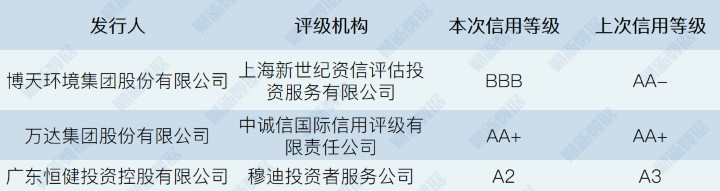 发行人 评级机构 本次信用等级 上次信用等级
博天环境集团股份有限公司 上海新世纪资信评估投资服务有限公司 BBB AA-
万达集团股份有限公司 中诚信国际信用评级有限责任公司 AA+ AA+
广东恒健投资控股有限公司 穆迪投资者服务公司 A2 A3